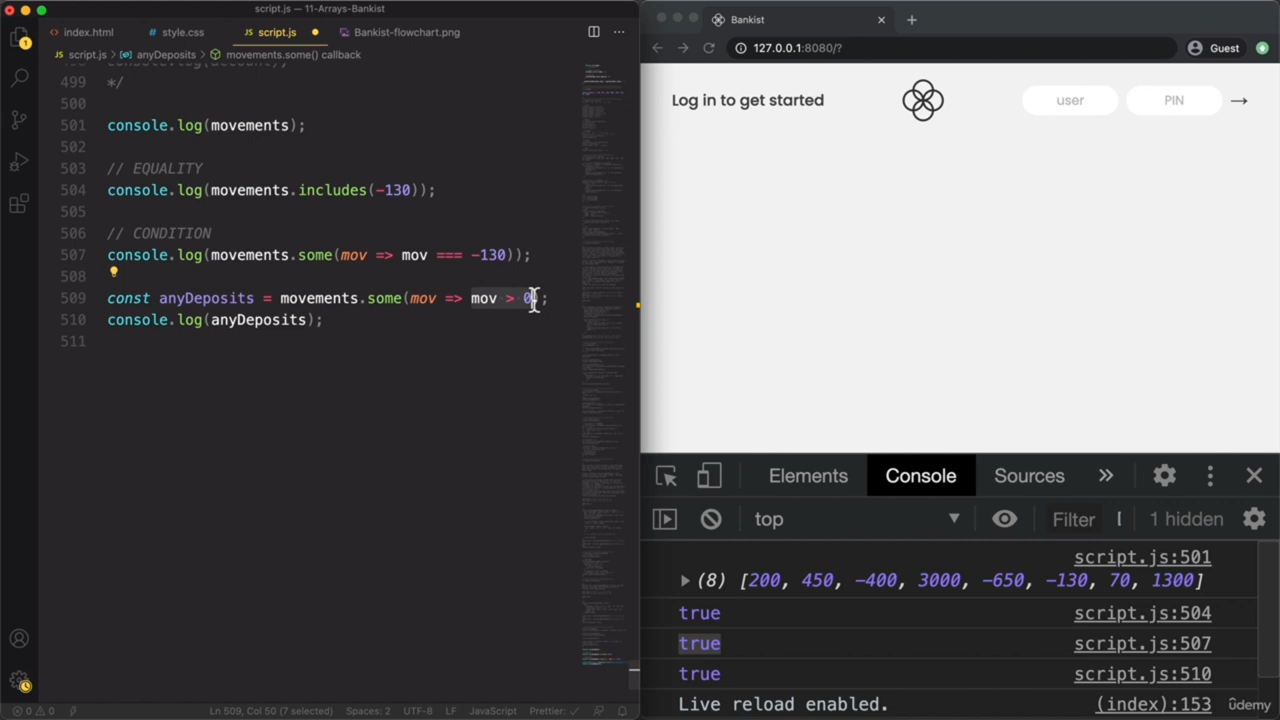 script.js - 11-Arrays-Bankist
index.html
style.css
script.js
Bankist-flowchart.png
script.js > anyDeposits > movements.some() callback
499 */
500
501 console.log(movements);
502
503 // EQUALITY
504 console.log(movements.includes(-130));
505
506 // CONDITION
507 console.log(movements.some(mov => mov === -130));
508
509 const anyDeposits = movements.some(mov => mov > 0);
510 console.log(anyDeposits);
511
1
0 0
Ln 509, Col 50 (7 selected)
Spaces: 2
UTF-8
LF
JavaScript
Prettier: ✓
Bankist
127.0.0.1:8080/?
Guest
Log in to get started
user
PIN
→
Elements
Console
Sources
»
top
Filter
1 hidden
script.js:501
(8) [200, 450, -400, 3000, -650, -130, 70, 1300]
true script.js:504
true script.js:507
true script.js:510
Live reload enabled. (index):153
ûdemy